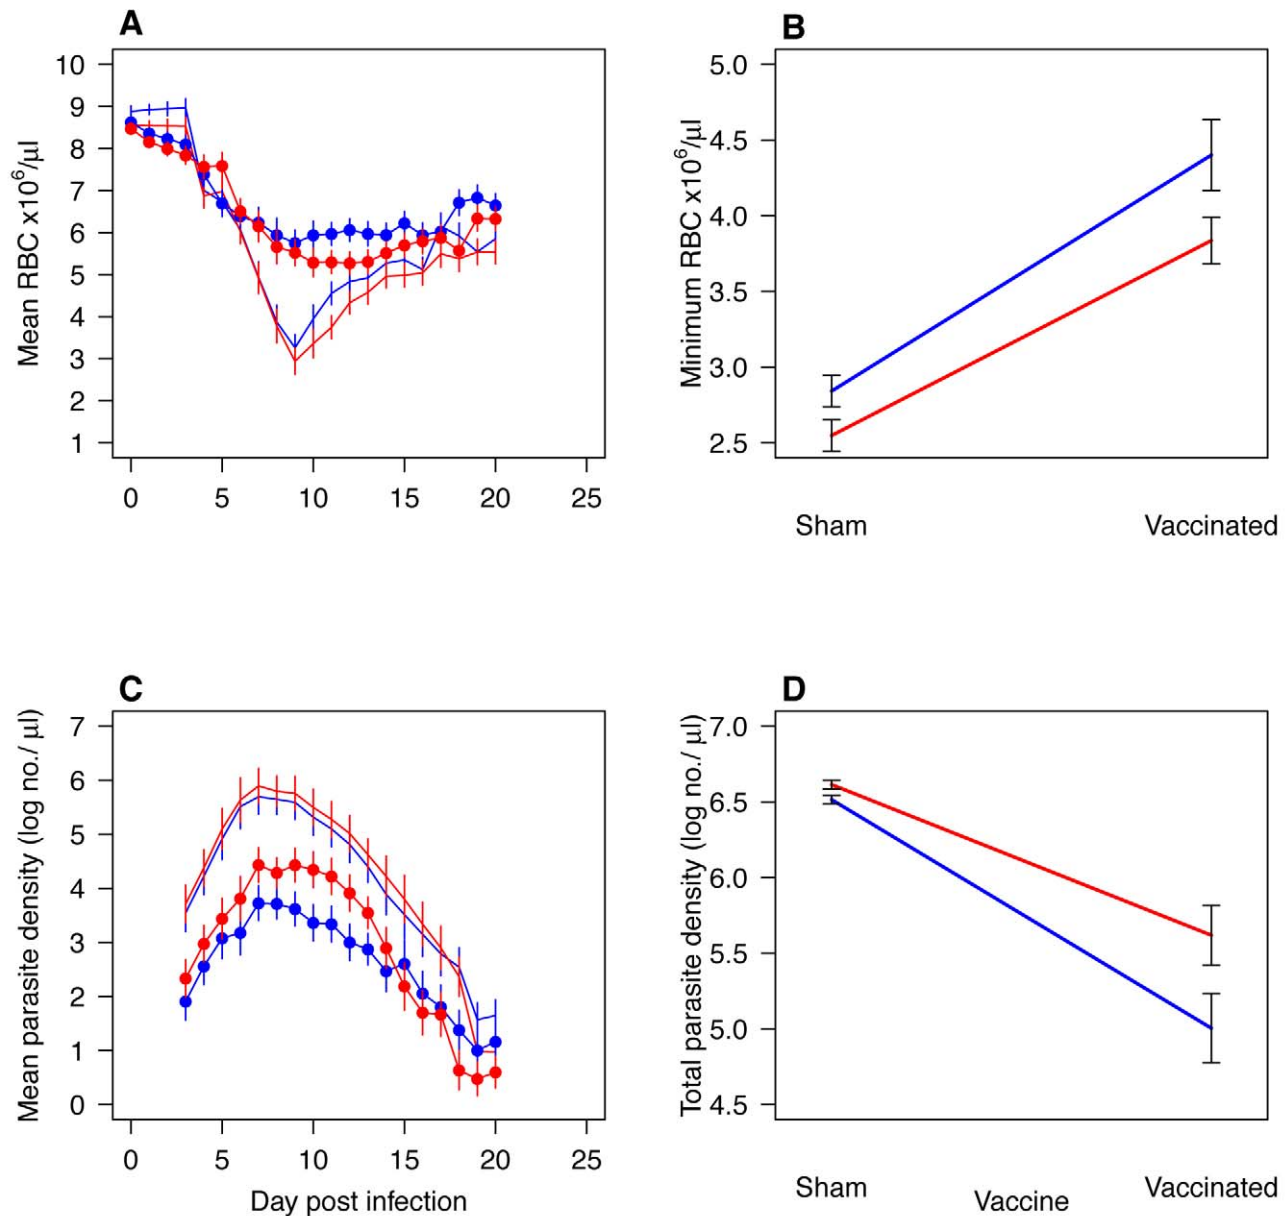 A
Mean RBC x10⁶/µl
10
9
8
7
6
5
4
3
2
1
0 5 10 15 20 25
B
Minimum RBC x10⁶/µl
5.0
4.5
4.0
3.5
3.0
2.5
Sham Vaccinated
C
Mean parasite density (log no./ µl)
7
6
5
4
3
2
1
0
0 5 10 15 20 25
Day post infection
D
Total parasite density (log no./ µl)
7.0
6.5
6.0
5.5
5.0
4.5
Sham Vaccinated
Vaccine